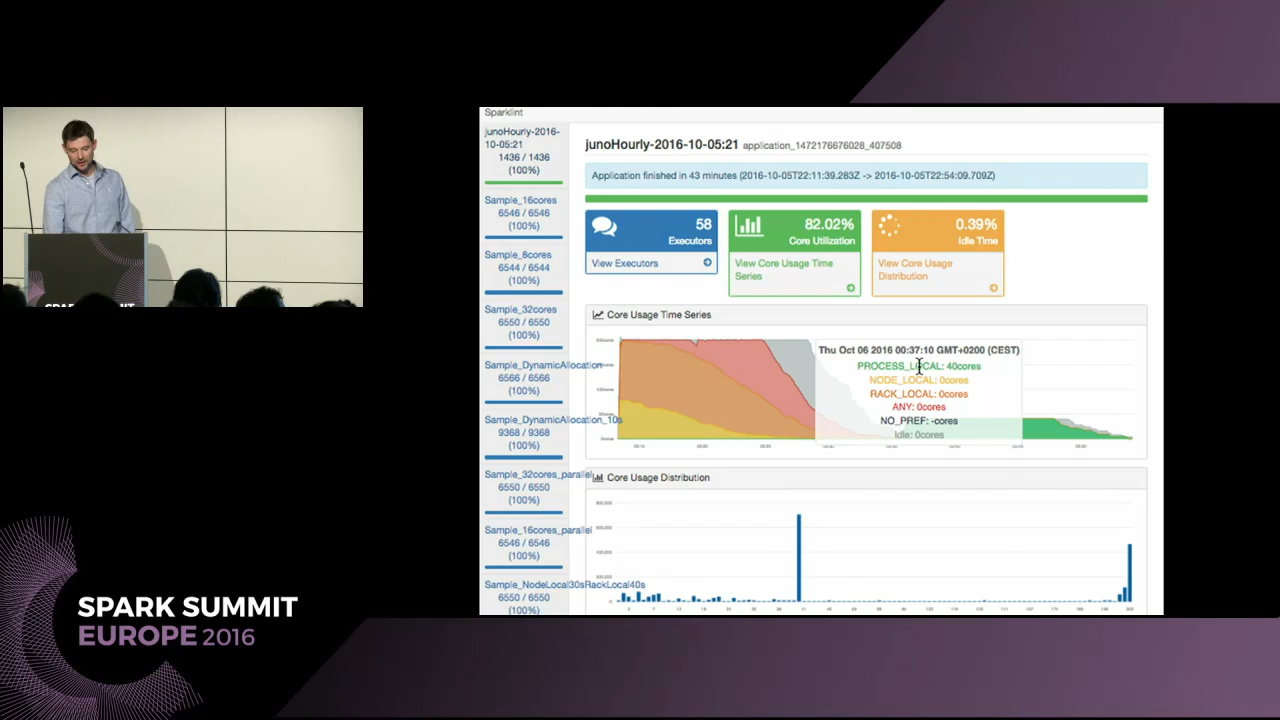 Sparklint
junoHourly-2016-
10-05:21
1436 / 1436
(100%)
Sample_16cores
6546 / 6546
(100%)
Sample_8cores
6544 / 6544
(100%)
Sample_32cores
6550 / 6550
(100%)
Sample_DynamicAllocation
6566 / 6566
(100%)
Sample_DynamicAllocation_10s
9368 / 9368
(100%)
Sample_32cores_parallel
6550 / 6550
(100%)
Sample_16cores_parallel
6546 / 6546
(100%)
Sample_NodeLocal30sRackLocal40s
6550 / 6550
(100%)
junoHourly-2016-10-05:21 application_1472176676028_407508
Application finished in 43 minutes (2016-10-05T22:11:39.283Z -> 2016-10-05T22:54:09.709Z)
58
Executors
View Executors
82.02%
Core Utilization
View Core Usage Time
Series
0.39%
Idle Time
View Core Usage
Distribution
Core Usage Time Series
Thu Oct 06 2016 00:37:10 GMT+0200 (CEST)
PROCESS_LOCAL: 40cores
NODE_LOCAL: 0cores
RACK_LOCAL: 0cores
ANY: 0cores
NO_PREF: -cores
Idle: 0cores
Core Usage Distribution
SPARK SUMMIT
SPARK SUMMIT
EUROPE 2016